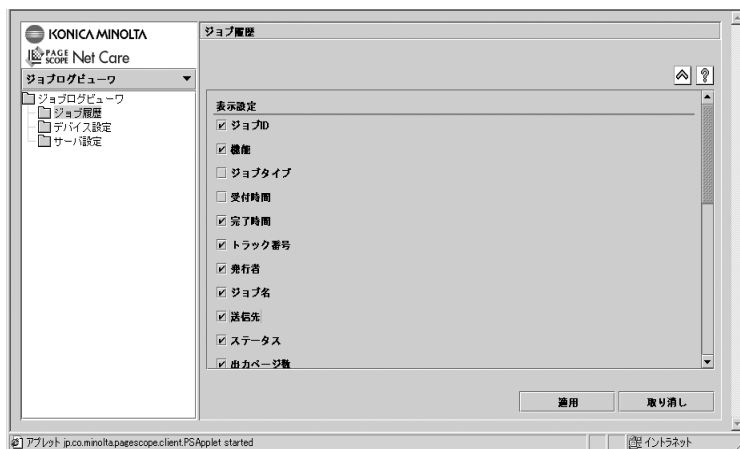 KONICA MINOLTA
PAGE SCOPE Net Care
ジョブログビューワ
ジョブログビューワ
ジョブ履歴
デバイス設定
サーバ設定
ジョブ履歴
表示設定
ジョブID
機能
ジョブタイプ
受付時間
完了時間
トラック番号
発行者
ジョブ名
送信先
ステータス
出力ページ数
適用
取り消し
アプレット jp.co.minolta.pagescope.client.PSApplet started
イントラネット